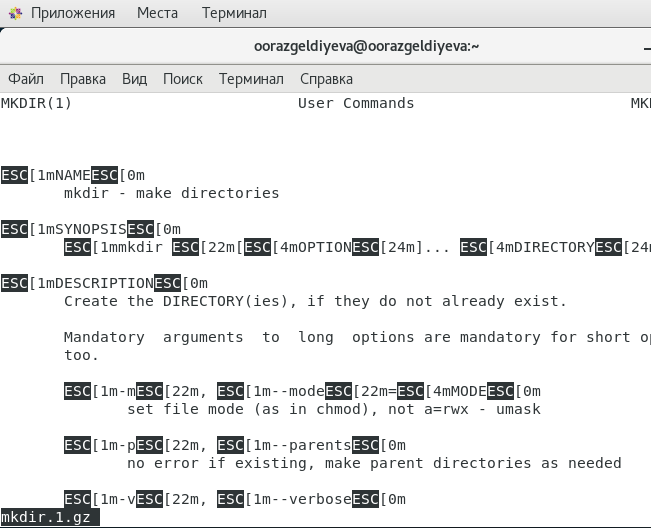 Приложения Места Терминал
oorazgeldiyeva@oorazgeldiyeva:~
Файл Правка Вид Поиск Терминал Справка
MKDIR(1) User Commands MK
ESC[1mNAMEESC[0m
mkdir - make directories
ESC[1mSYNOPSISESC[0m
ESC[1mmkdir ESC[22m[ESC[4mOPTIONESC[24m]... ESC[4mDIRECTORYESC[24
ESC[1mDESCRIPTIONESC[0m
Create the DIRECTORY(ies), if they do not already exist.
Mandatory arguments to long options are mandatory for short op
too.
ESC[1m-mESC[22m, ESC[1m--modeESC[22m=ESC[4mMODEESC[0m
set file mode (as in chmod), not a=rwx - umask
ESC[1m-pESC[22m, ESC[1m--parentsESC[0m
no error if existing, make parent directories as needed
ESC[1m-vESC[22m, ESC[1m--verboseESC[0m
mkdir.1.gz